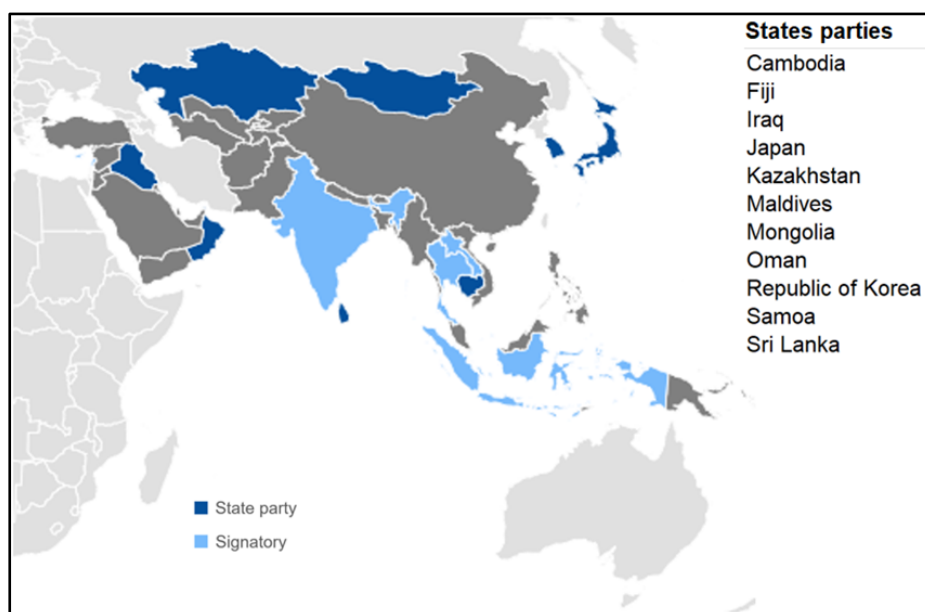 States parties
Cambodia
Fiji
Iraq
Japan
Kazakhstan
Maldives
Mongolia
Oman
Republic of Korea
Samoa
Sri Lanka
State party
Signatory